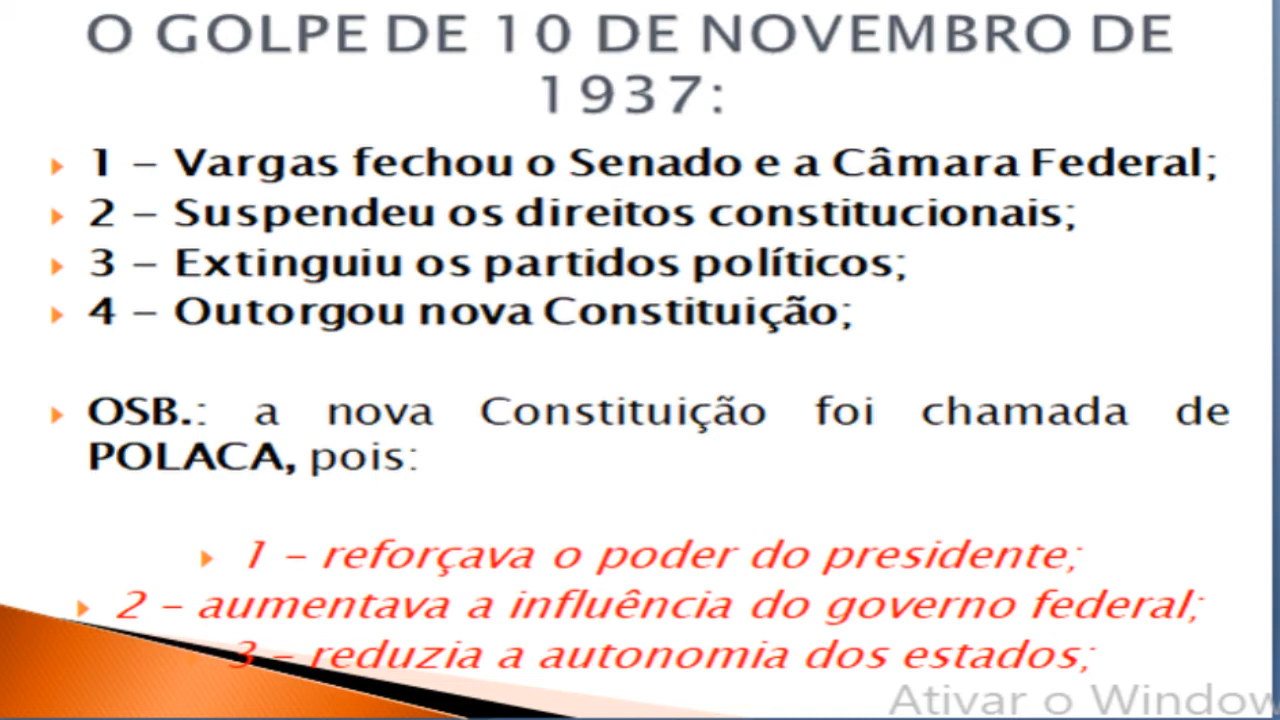 O GOLPE DE 10 DE NOVEMBRO DE
1937:
1 – Vargas fechou o Senado e a Câmara Federal;
2 – Suspendeu os direitos constitucionais;
3 – Extinguiu os partidos políticos;
4 – Outorgou nova Constituição;
OSB.: a nova Constituição foi chamada de
POLACA, pois:
1 – reforçava o poder do presidente;
2 – aumentava a influência do governo federal;
3 – reduzia a autonomia dos estados;
Ativar o Window